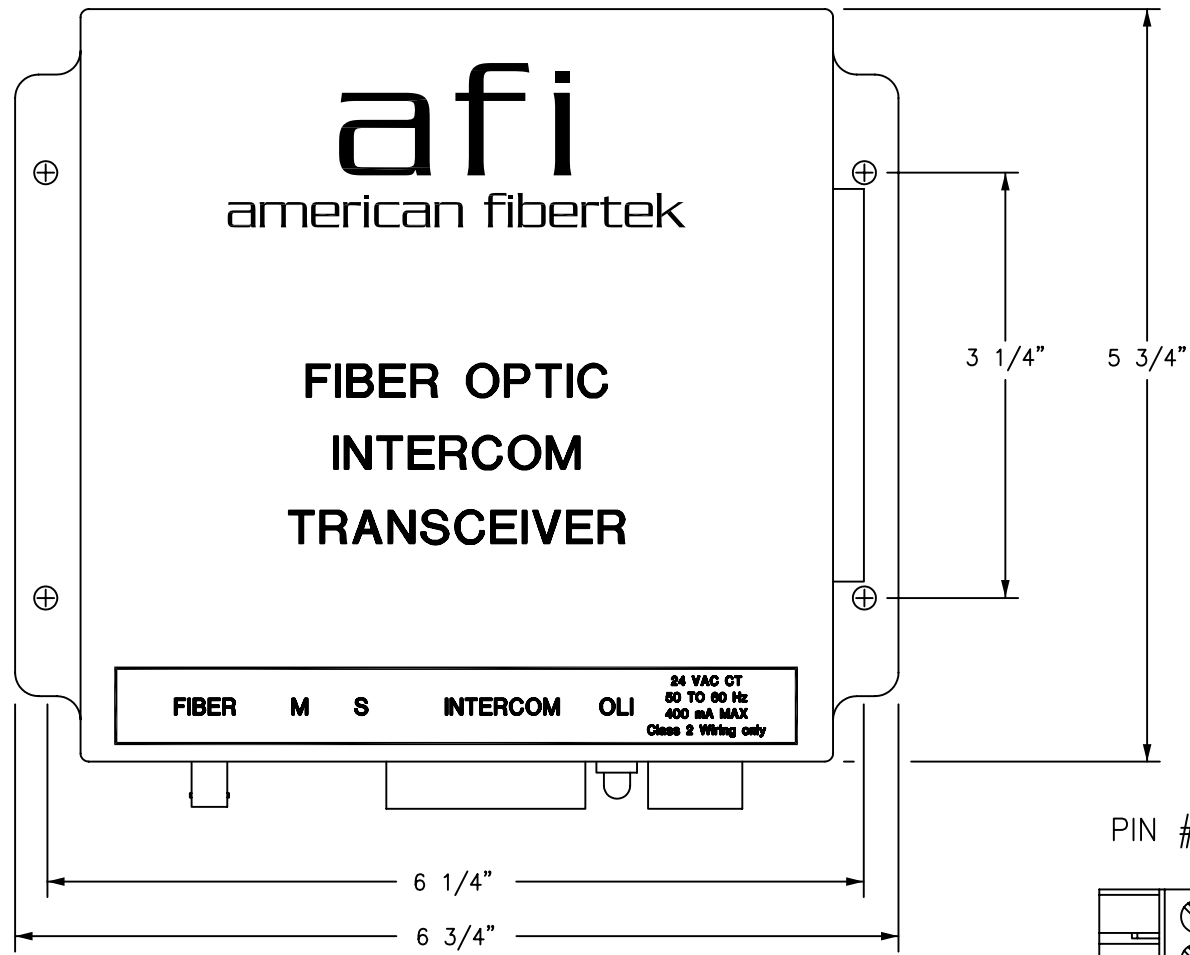 afi
american fibertek
FIBER OPTIC
INTERCOM
TRANSCEIVER
3 1/4"
5 3/4"
FIBER M S INTERCOM OLI
24 VAC CT
50 TO 60 Hz
400 mA MAX
Class 2 Wiring only
PIN #
6 1/4"
6 3/4"